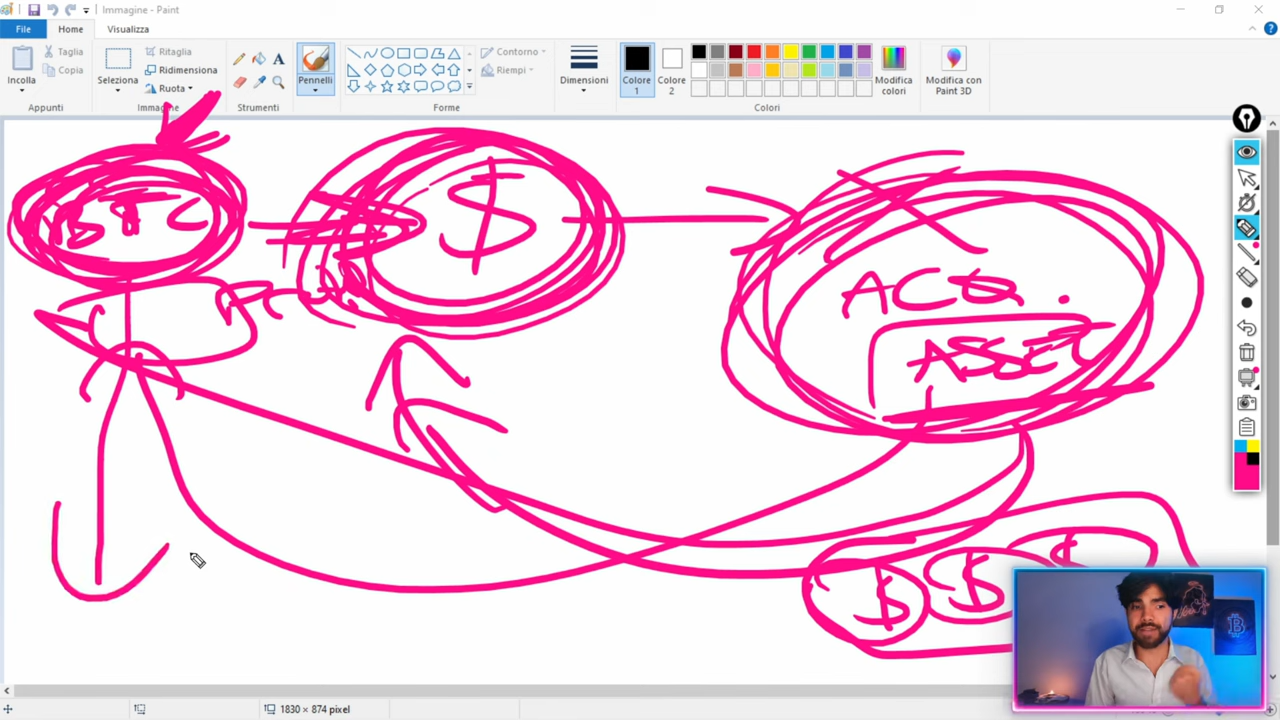 Immagine - Paint
File Home Visualizza
Incolla
Taglia
Copia
Appunti
Seleziona
Ritaglia
Ridimensiona
Ruota
Immagine
Strumenti
Pennelli
Forme
Contorno
Riempi
Dimensioni
Colore
1
Colore
2
Modifica
colori
Colori
Modifica con
Paint 3D
BTC
$
ACQ.
ASSET
$ $ $
1830 × 874 pixel